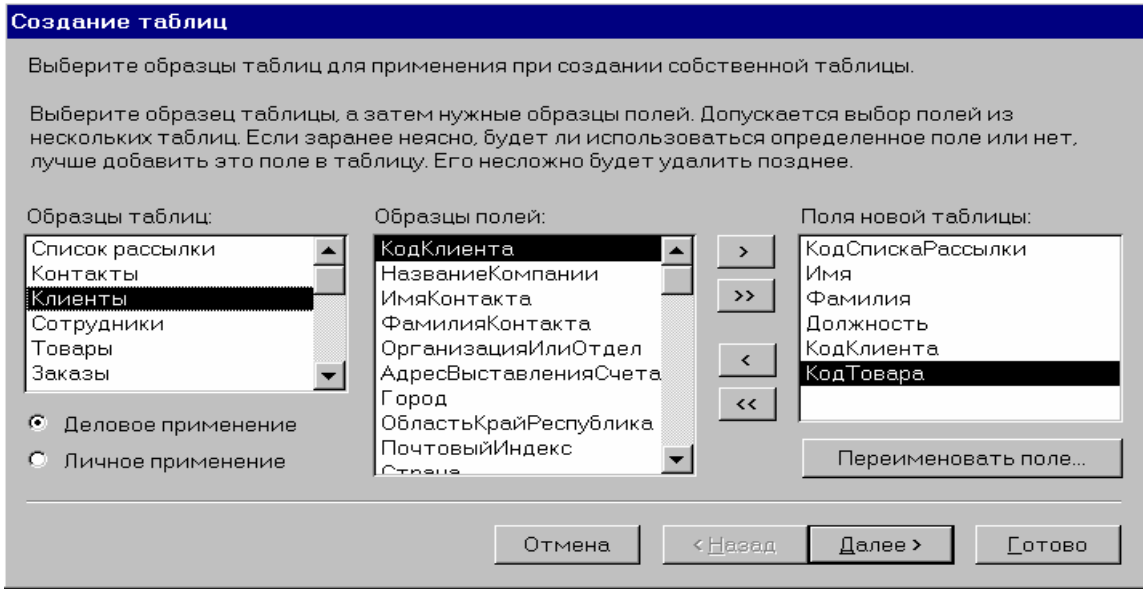 Создание таблиц
Выберите образцы таблиц для применения при создании собственной таблицы.
Выберите образец таблицы, а затем нужные образцы полей. Допускается выбор полей из
нескольких таблиц. Если заранее неясно, будет ли использоваться определенное поле или нет,
лучше добавить это поле в таблицу. Его несложно будет удалить позднее.
Образцы таблиц:
Список рассылки
Контакты
Клиенты
Сотрудники
Товары
Заказы
Деловое применение
Личное применение
Образцы полей:
КодКлиента
НазваниеКомпании
ИмяКонтакта
ФамилияКонтакта
ОрганизацияИлиОтдел
АдресВыставленияСчета
Город
ОбластьКрайРеспублика
ПочтовыйИндекс
Страна
>
>>
<
<<
Поля новой таблицы:
КодСпискаРассылки
Имя
Фамилия
Должность
КодКлиента
КодТовара
Переименовать поле...
Отмена
< Назад
Далее >
Готово